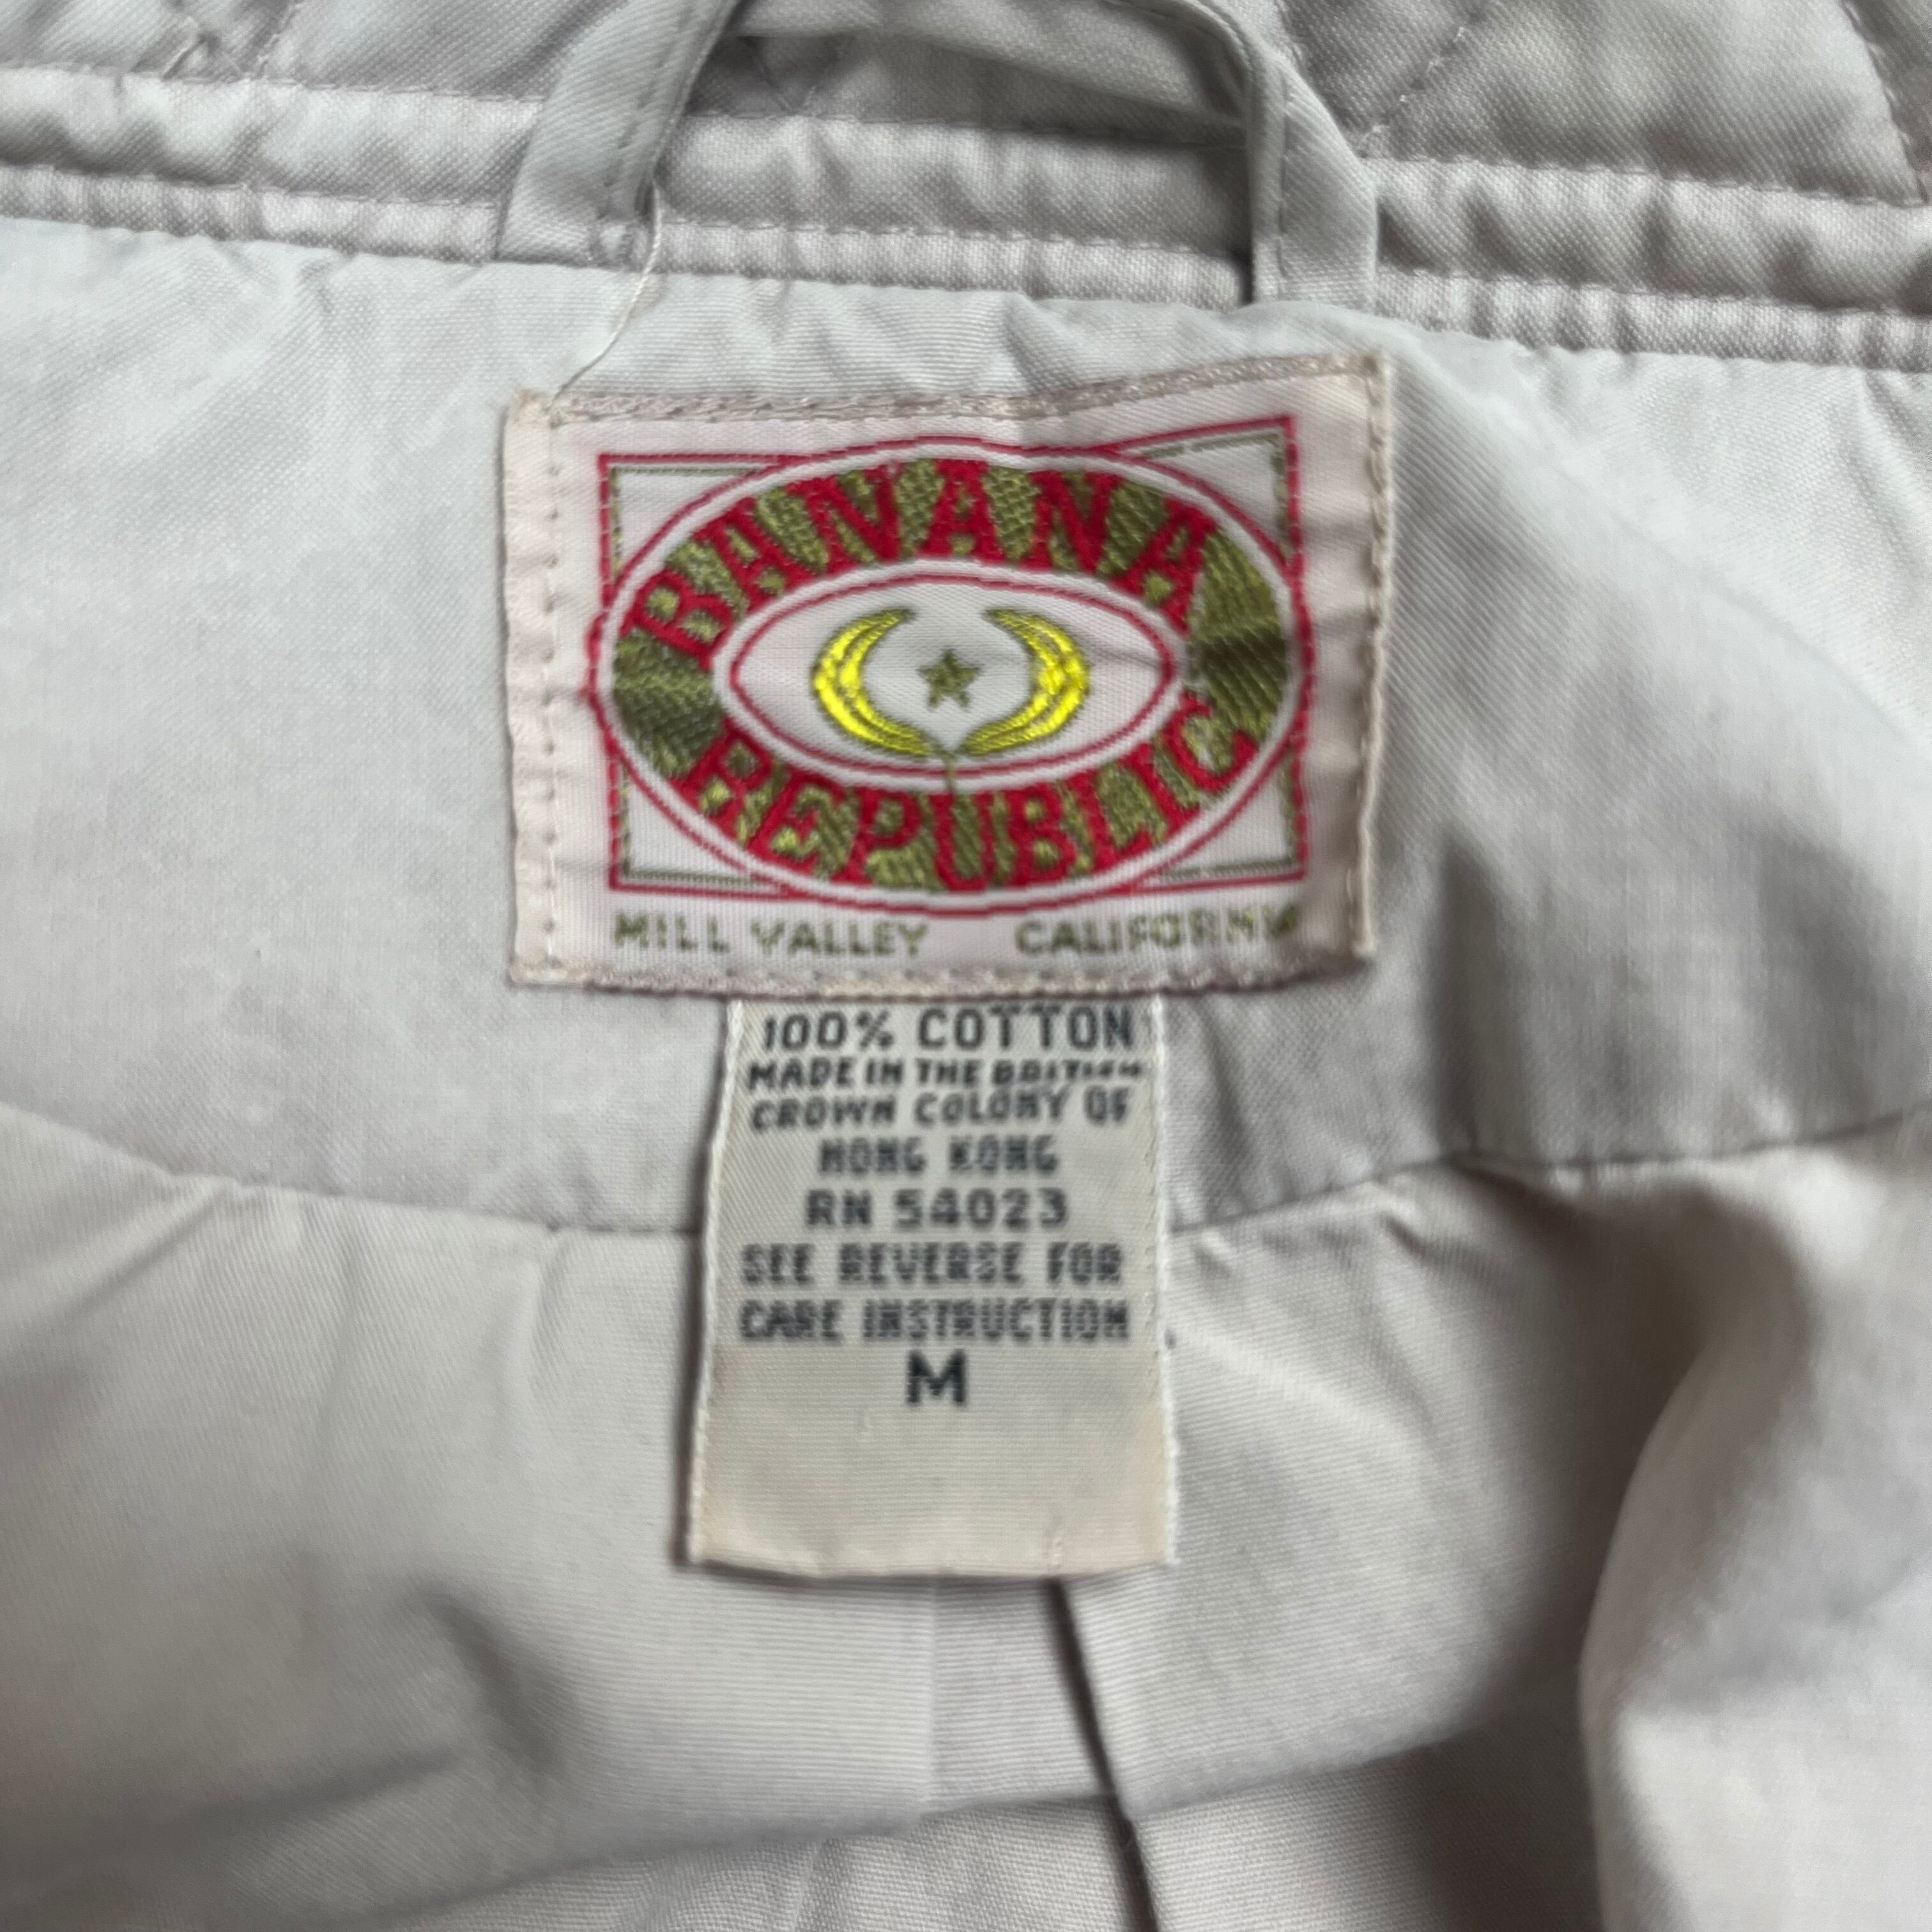 BANANA
REPUBLIC
MILL VALLEY CALIFORNIA
100% COTTON
MADE IN THE BRITISH
CROWN COLONY OF
HONG KONG
RN 54023
SEE REVERSE FOR
CARE INSTRUCTION
M